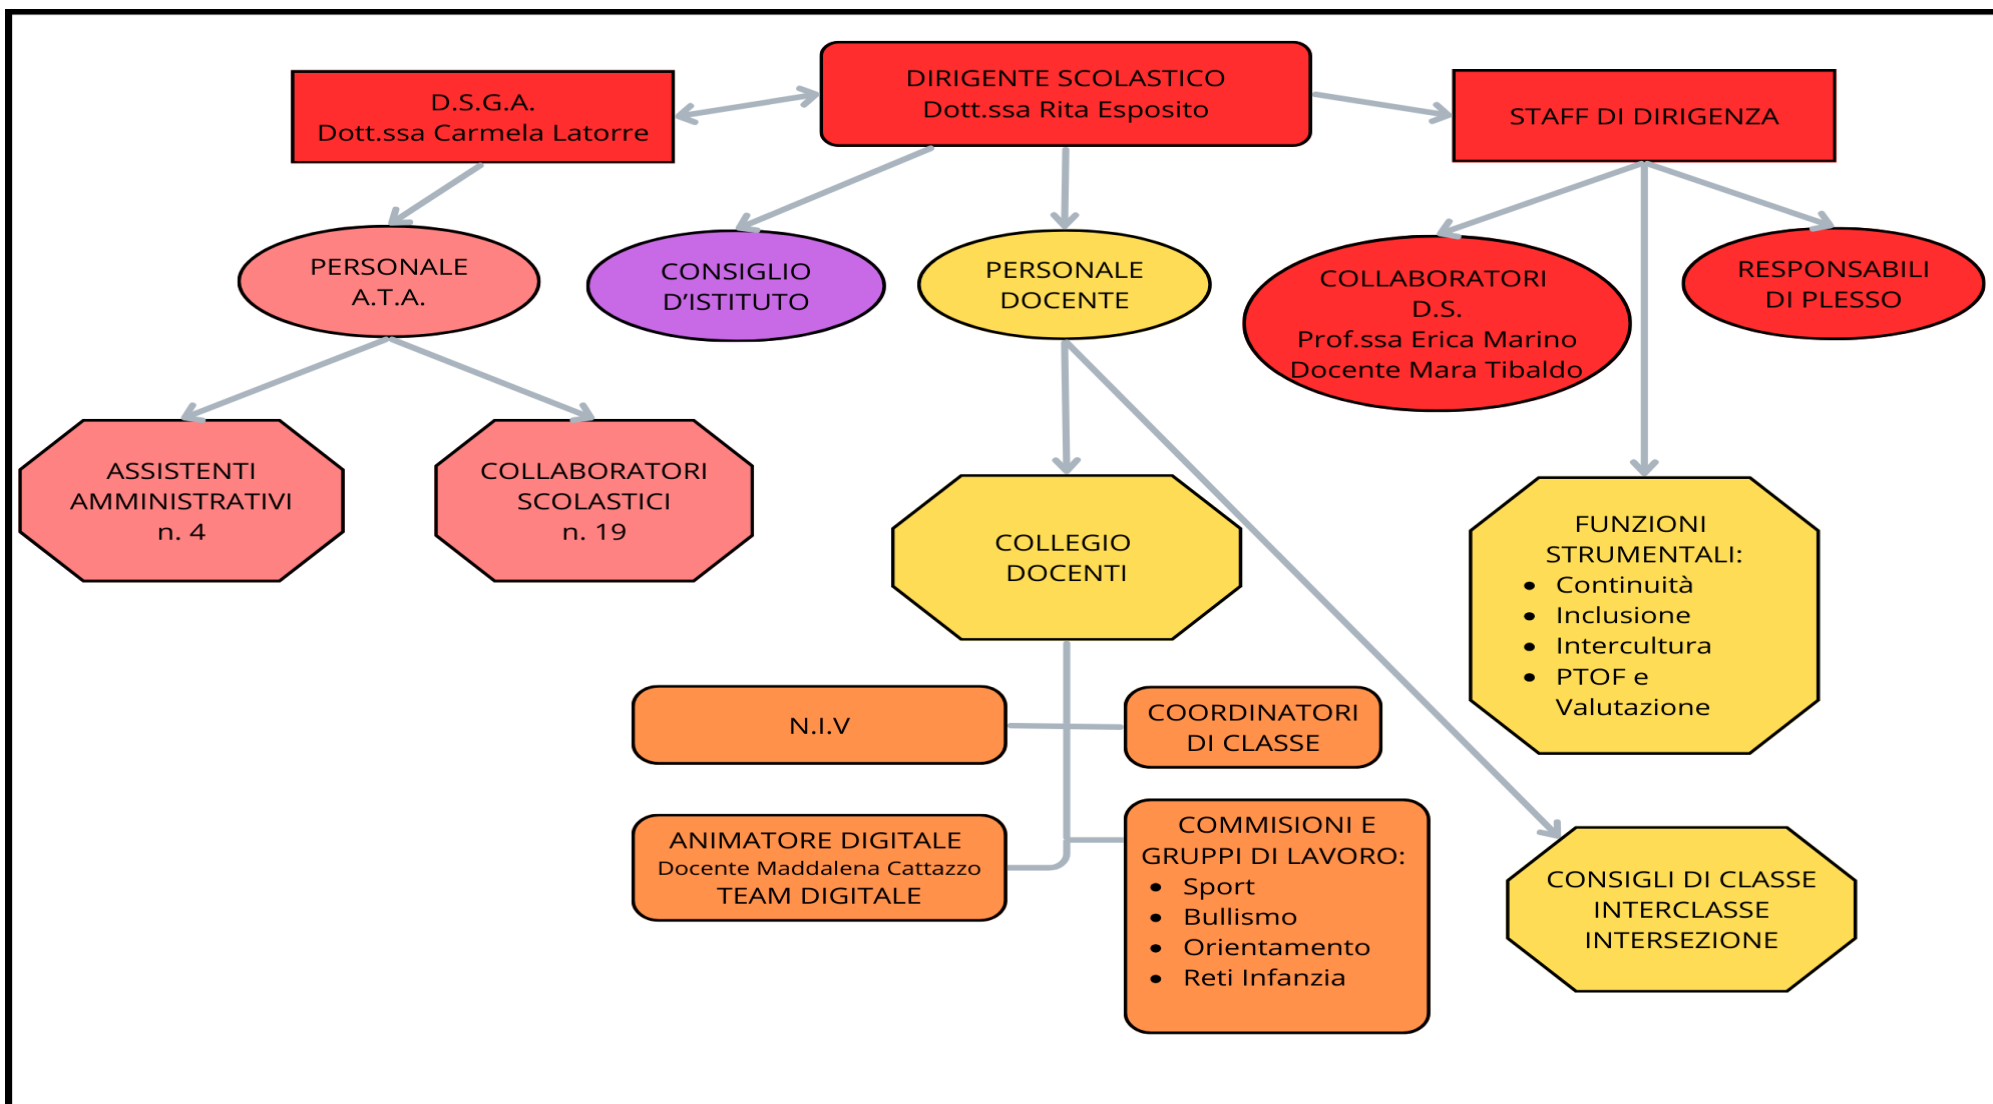 DIRIGENTE SCOLASTICO
Dott.ssa Rita Esposito
D.S.G.A.
Dott.ssa Carmela Latorre
STAFF DI DIRIGENZA
PERSONALE
A.T.A.
CONSIGLIO
D'ISTITUTO
PERSONALE
DOCENTE
COLLABORATORI
D.S.
Prof.ssa Erica Marino
Docente Mara Tibaldo
RESPONSABILI
DI PLESSO
ASSISTENTI
AMMINISTRATIVI
n. 4
COLLABORATORI
SCOLASTICI
n. 19
COLLEGIO
DOCENTI
FUNZIONI
STRUMENTALI:
• Continuità
• Inclusione
• Intercultura
• PTOF e
Valutazione
N.I.V
COORDINATORI
DI CLASSE
ANIMATORE DIGITALE
Docente Maddalena Cattazzo
TEAM DIGITALE
COMMISIONI E
GRUPPI DI LAVORO:
• Sport
• Bullismo
• Orientamento
• Reti Infanzia
CONSIGLI DI CLASSE
INTERCLASSE
INTERSEZIONE